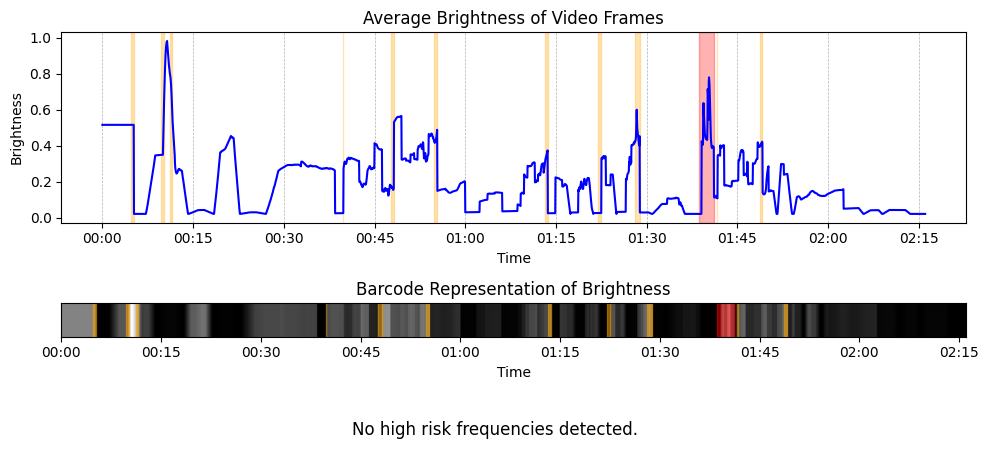 Average Brightness of Video Frames
1.0
0.8
0.6
0.4
0.2
0.0
Brightness
00:00 00:15 00:30 00:45 01:00 01:15 01:30 01:45 02:00 02:15
Time
Barcode Representation of Brightness
00:00 00:15 00:30 00:45 01:00 01:15 01:30 01:45 02:00 02:15
Time
No high risk frequencies detected.